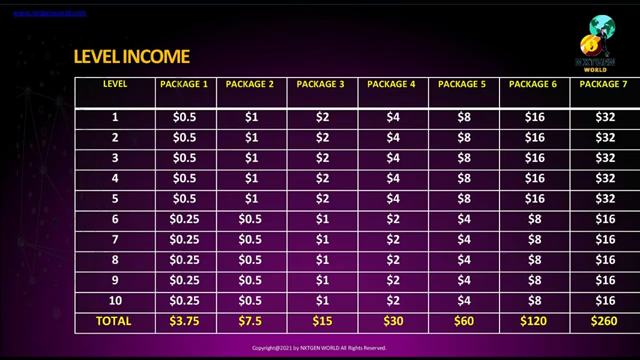 www.nxtgenworld.com
NXTGEN
WORLD
LEVEL INCOME
LEVEL PACKAGE 1 PACKAGE 2 PACKAGE 3 PACKAGE 4 PACKAGE 5 PACKAGE 6 PACKAGE 7
1 $0.5 $1 $2 $4 $8 $16 $32
2 $0.5 $1 $2 $4 $8 $16 $32
3 $0.5 $1 $2 $4 $8 $16 $32
4 $0.5 $1 $2 $4 $8 $16 $32
5 $0.5 $1 $2 $4 $8 $16 $32
6 $0.25 $0.5 $1 $2 $4 $8 $16
7 $0.25 $0.5 $1 $2 $4 $8 $16
8 $0.25 $0.5 $1 $2 $4 $8 $16
9 $0.25 $0.5 $1 $2 $4 $8 $16
10 $0.25 $0.5 $1 $2 $4 $8 $16
TOTAL $3.75 $7.5 $15 $30 $60 $120 $260
Copyright@2021 by NXTGEN WORLD All Rights Reserved.